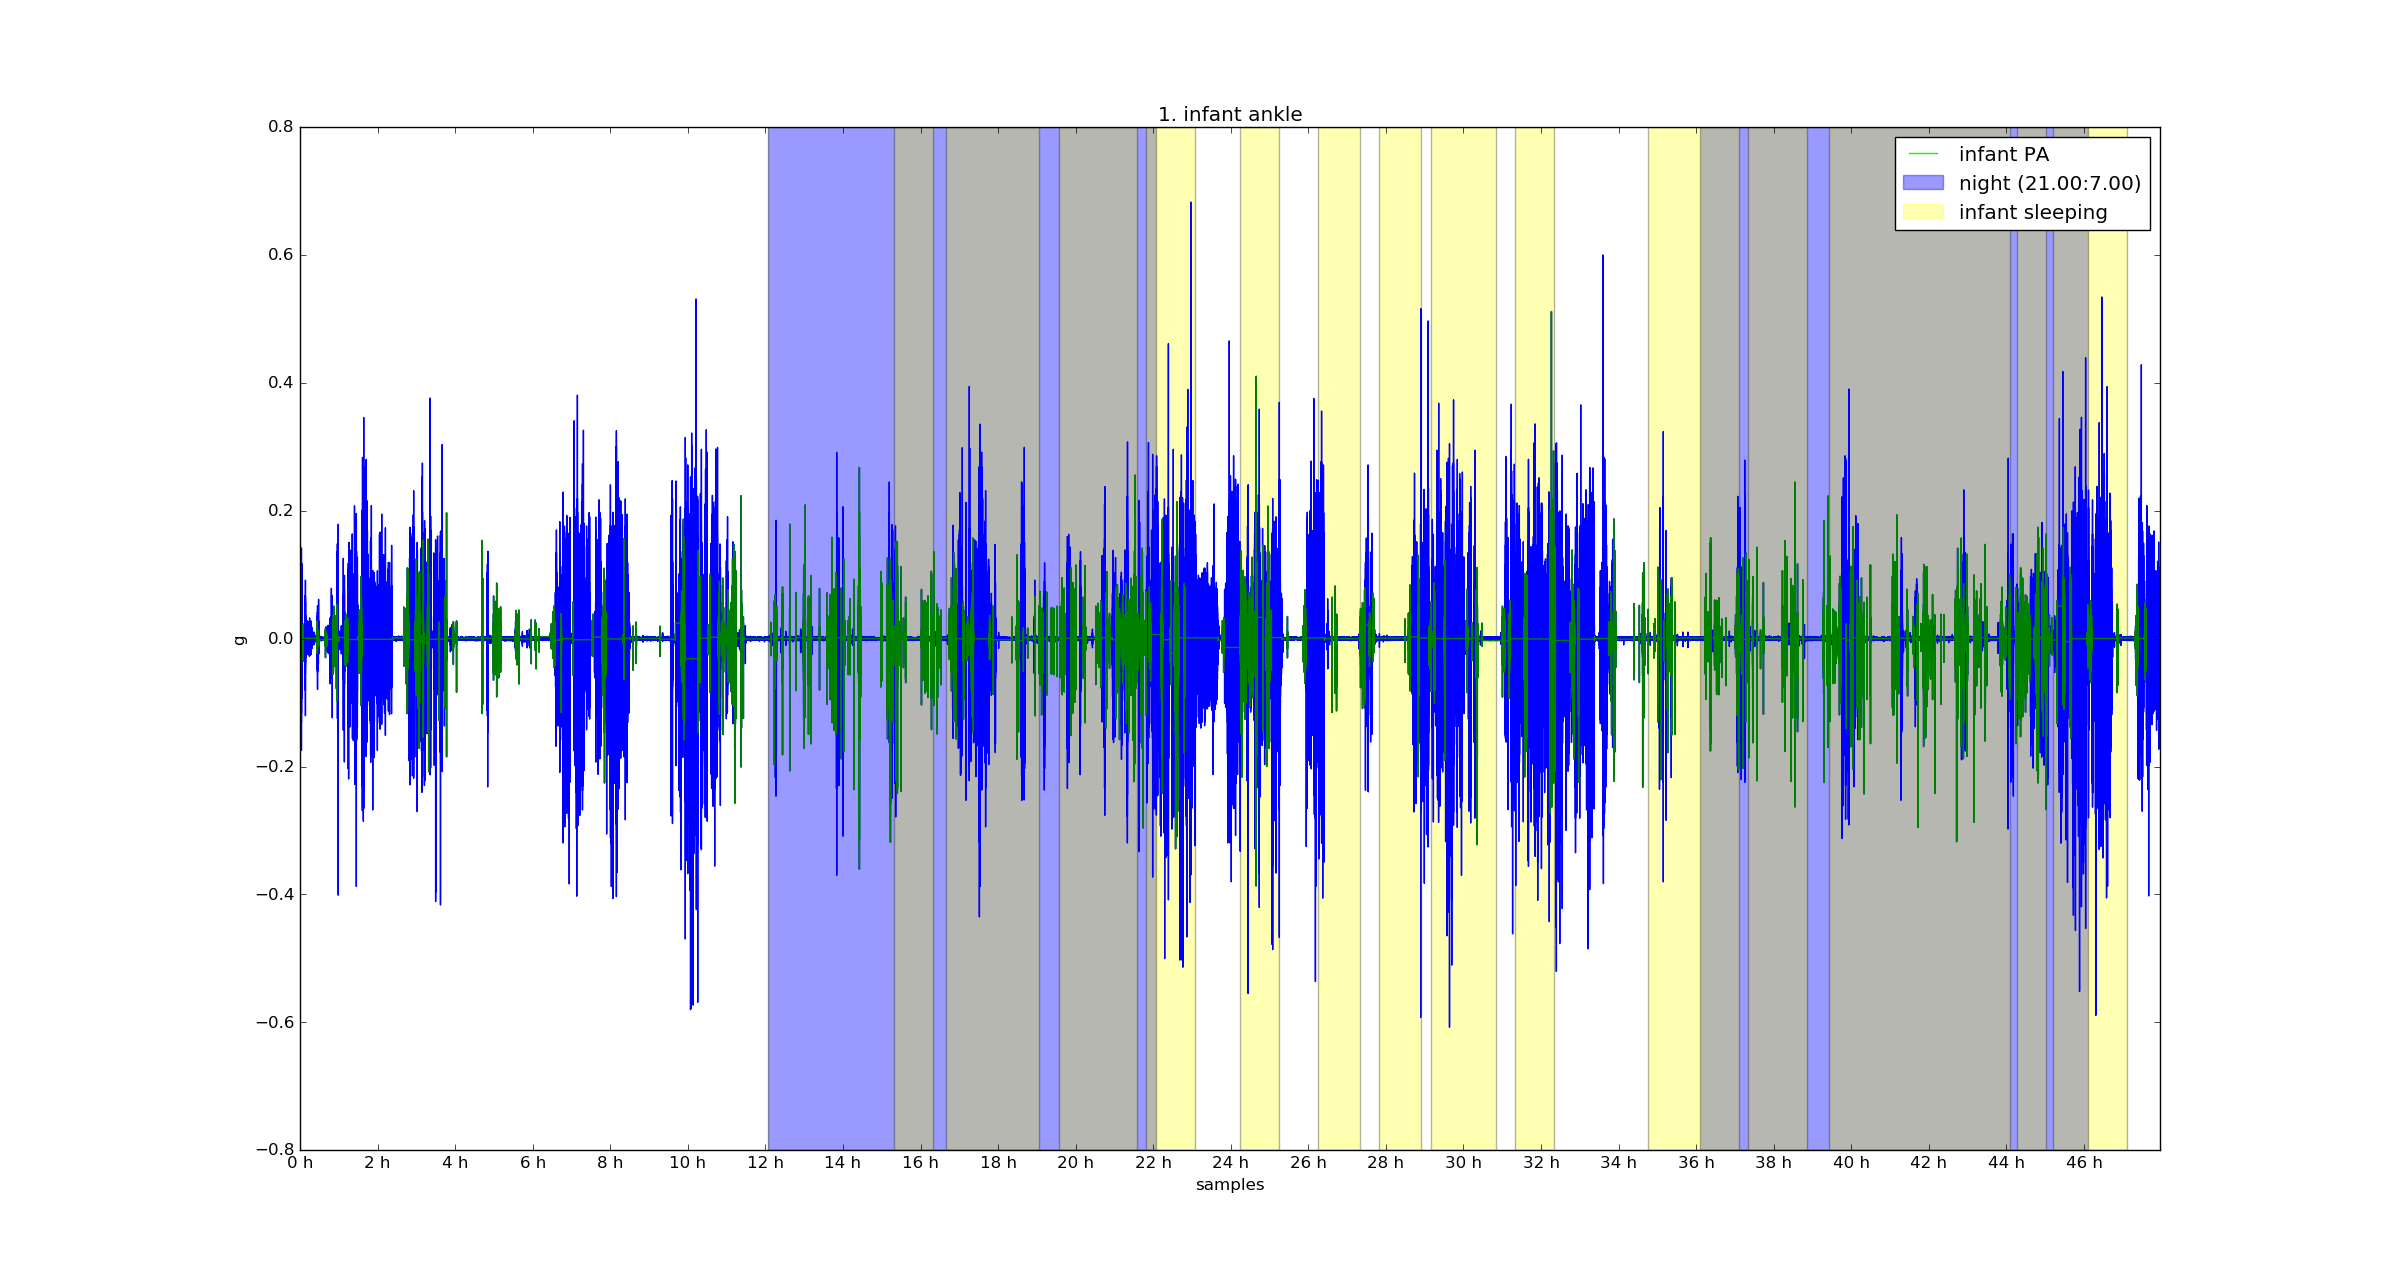 1. infant ankle
0.8
0.6
0.4
0.2
0.0
−0.2
−0.4
−0.6
−0.8
g
infant PA
night (21.00:7.00)
infant sleeping
0 h 2 h 4 h 6 h 8 h 10 h 12 h 14 h 16 h 18 h 20 h 22 h 24 h 26 h 28 h 30 h 32 h 34 h 36 h 38 h 40 h 42 h 44 h 46 h
samples